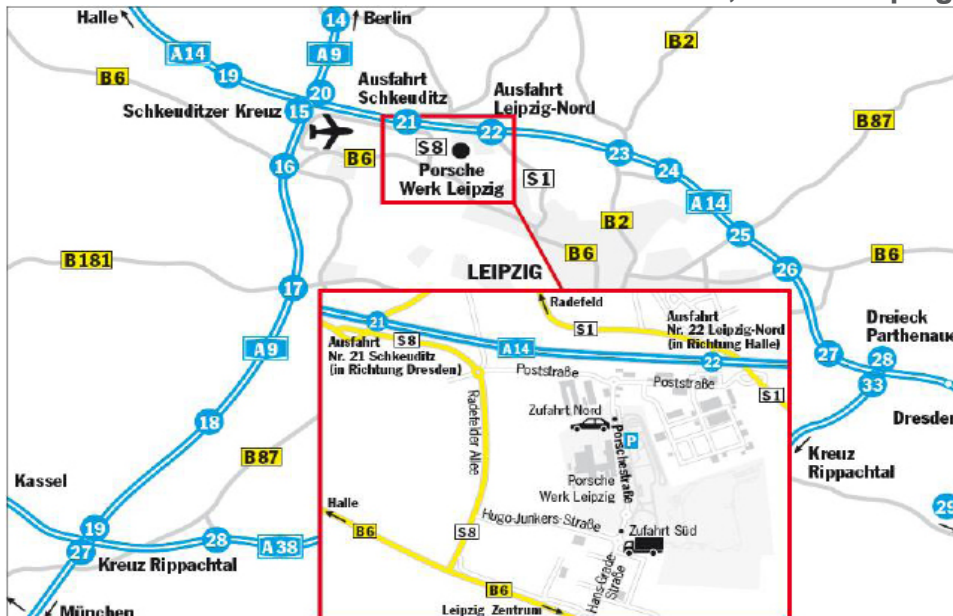 Halle
14
Berlin
B2
A14
A9
B6
19
20
Ausfahrt
Schkeuditz
Ausfahrt
Leipzig-Nord
Schkeuditzer Kreuz
15
21
22
B87
S8
23
16
B6
Porsche
Werk Leipzig
S1
24
A14
B2
25
B181
B6
B6
LEIPZIG
26
17
Dreieck
Parthenaue
A9
27
28
33
18
Dresden
B87
Kreuz
Rippachtal
Kassel
29
19
27
28
A38
Kreuz Rippachtal
München
Radefeld
21
S1
Ausfahrt
Nr. 22 Leipzig-Nord
(in Richtung Halle)
S8
Ausfahrt
Nr. 21 Schkeuditz
(in Richtung Dresden)
A14
22
Poststraße
Poststraße
S1
Radefelder Allee
Zufahrt Nord
P
Porschestraße
Porsche
Werk Leipzig
Halle
Hugo-Junkers-Straße
B6
S8
Zufahrt Süd
Hans-Grade-
Straße
B6
Leipzig Zentrum